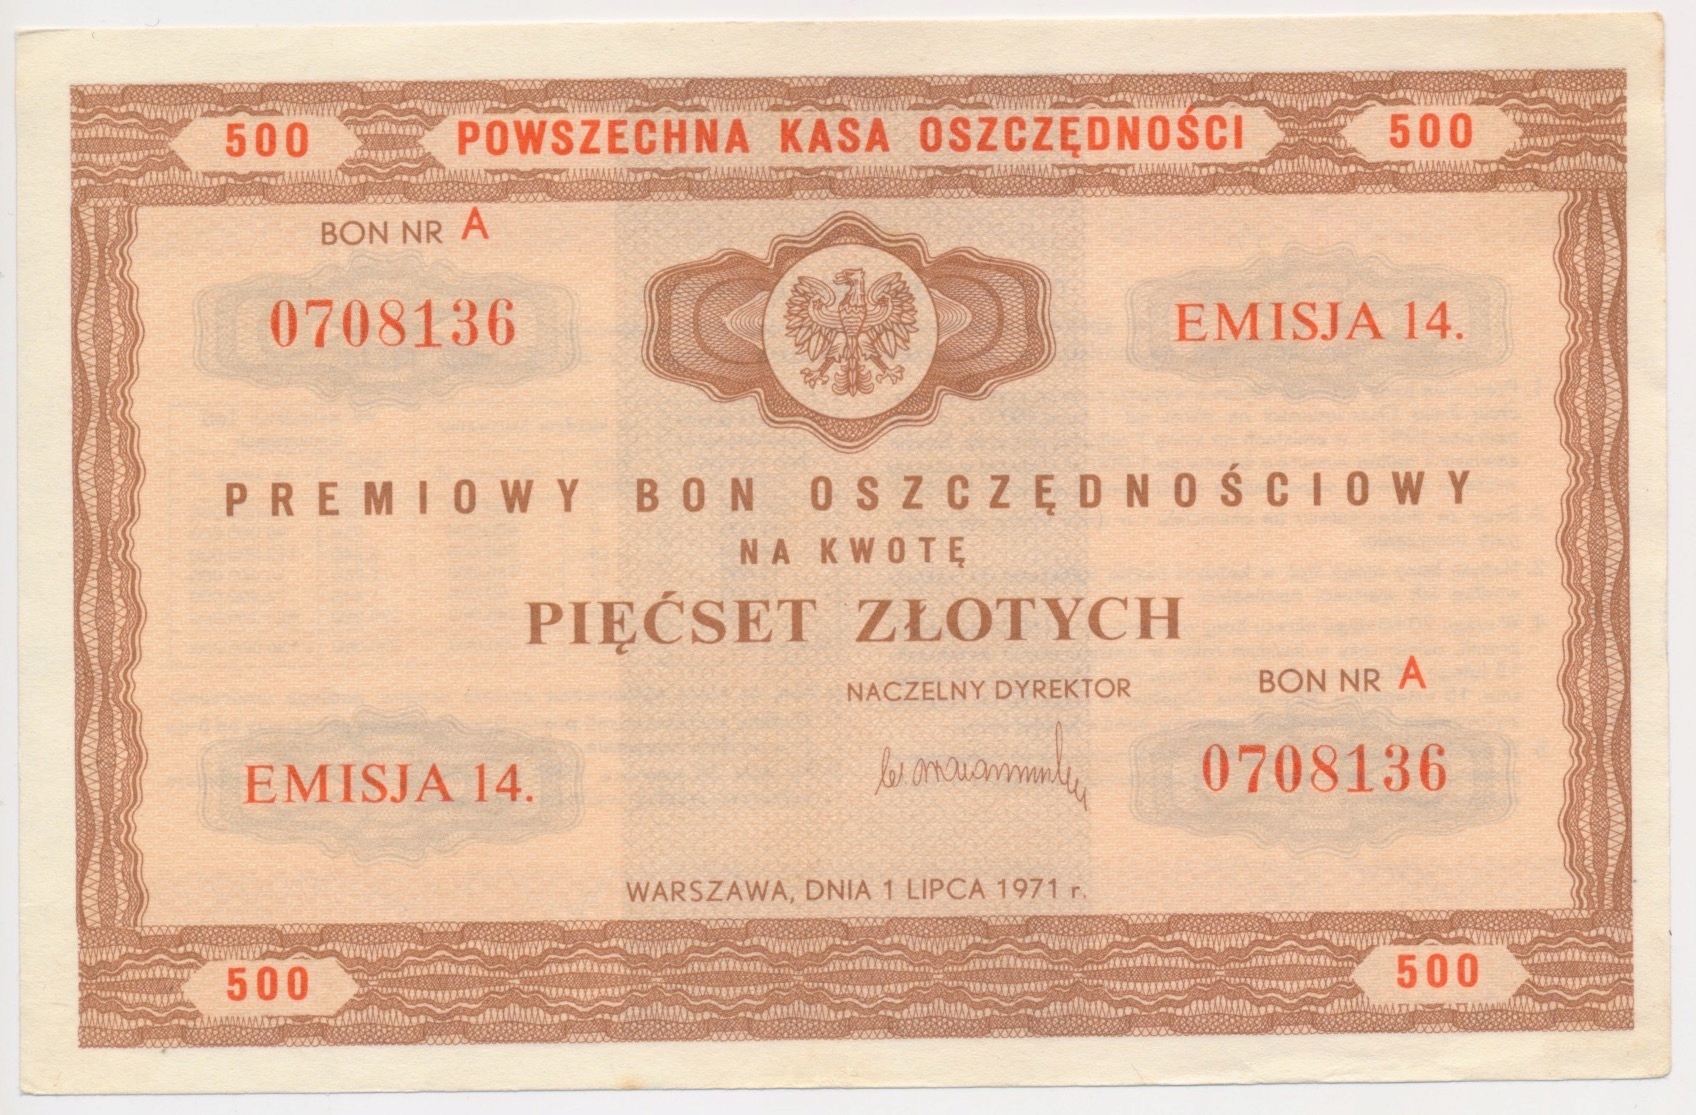 500 POWSZECHNA KASA OSZCZĘDNOŚCI 500
BON NR A
0708136
EMISJA 14.
PREMIOWY BON OSZCZĘDNOŚCIOWY
NA KWOTĘ
PIĘĆSET ZŁOTYCH
NACZELNY DYREKTOR
BON NR A
0708136
EMISJA 14.
WARSZAWA, DNIA 1 LIPCA 1971 r.
500 500